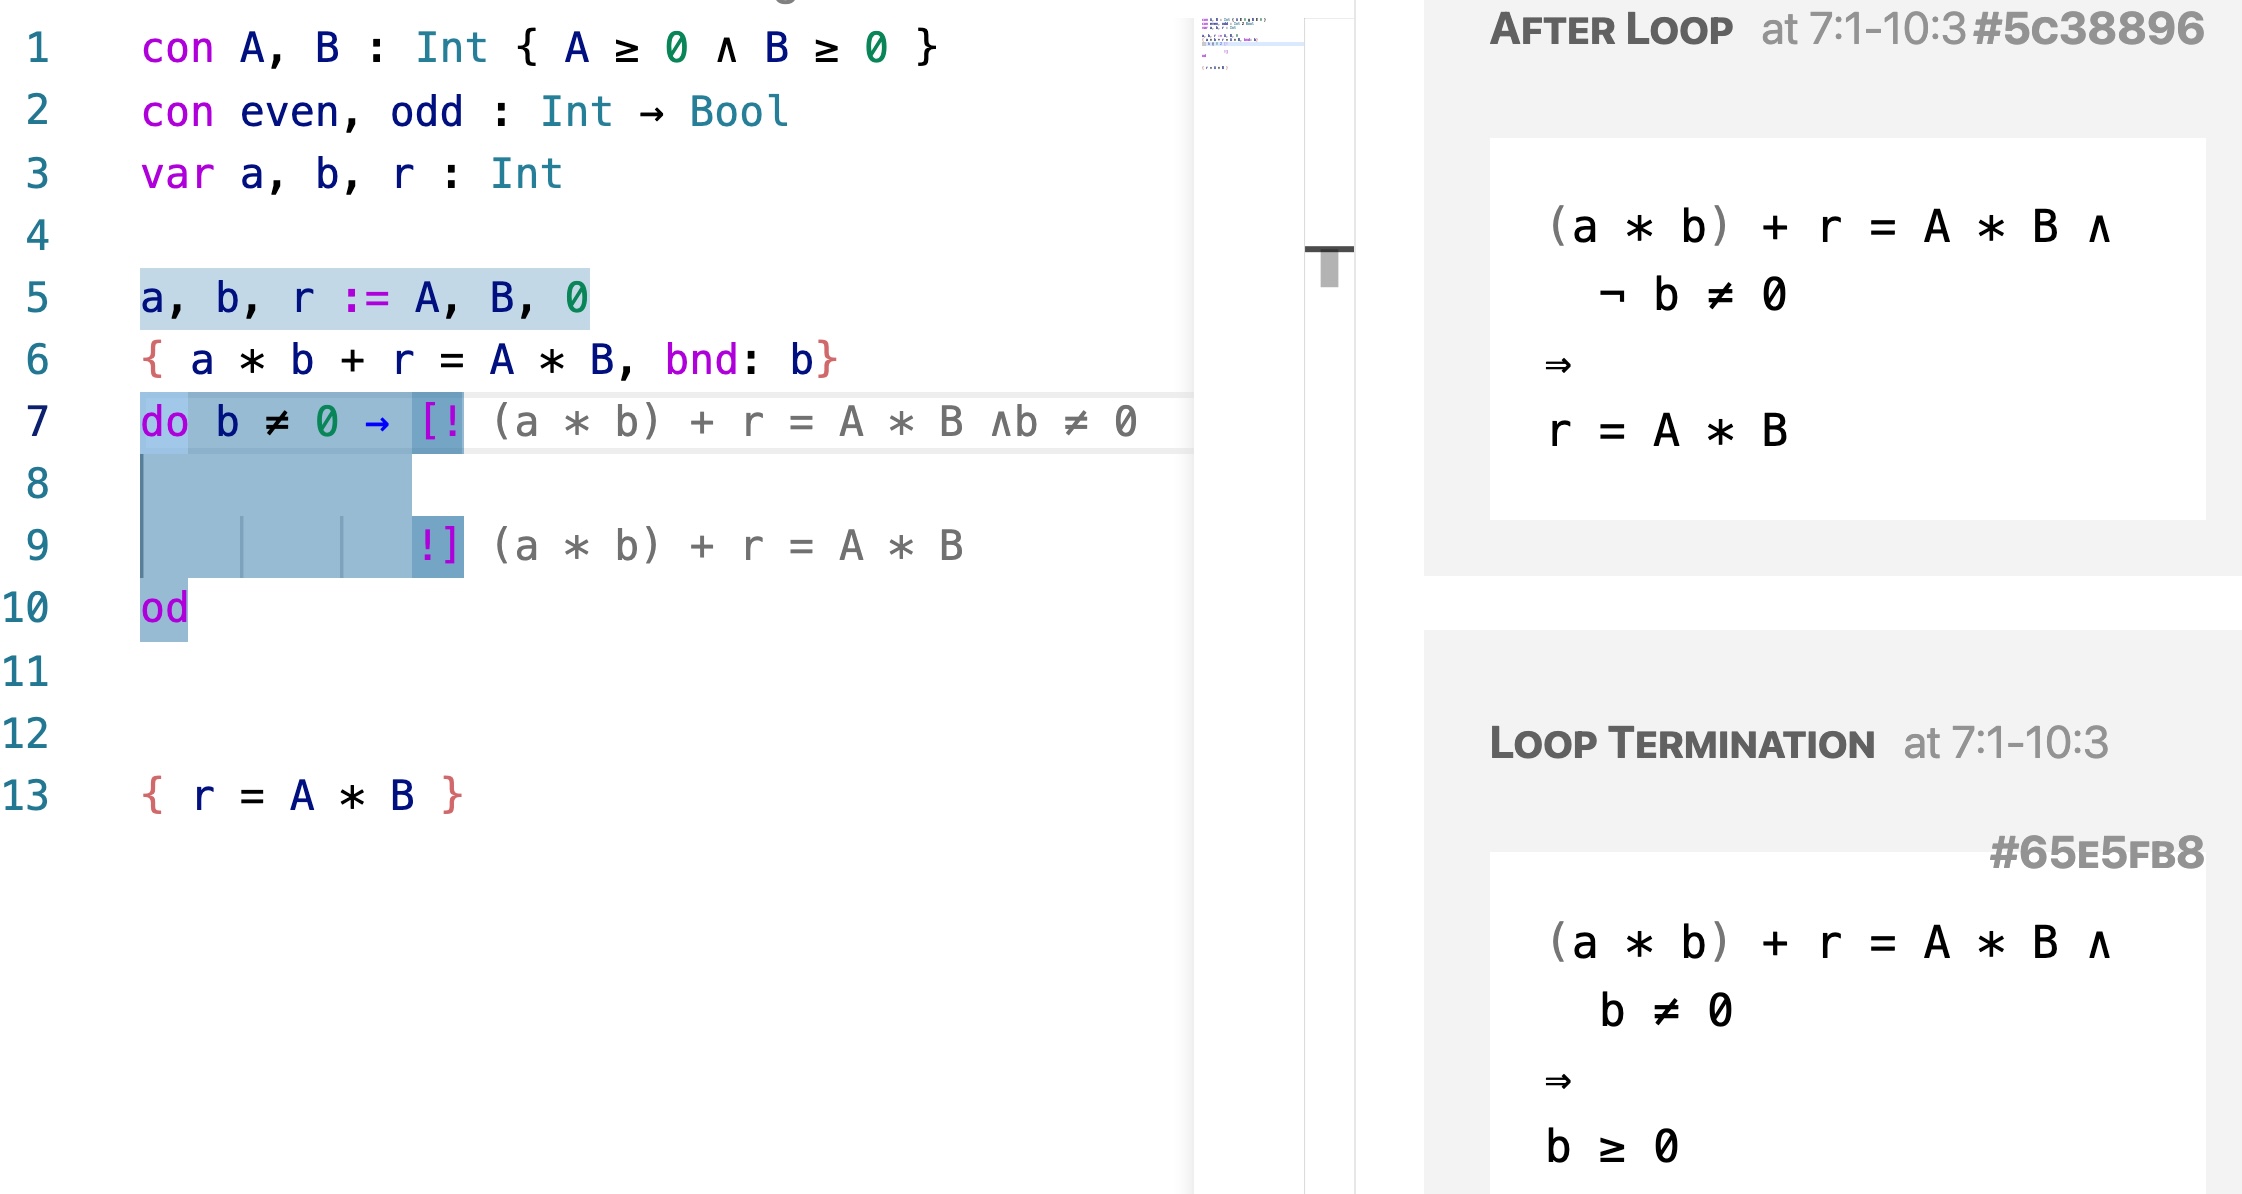 1 con A, B : Int { A ≥ 0 ∧ B ≥ 0 }
2 con even, odd : Int → Bool
3 var a, b, r : Int
4
5 a, b, r := A, B, 0
6 { a * b + r = A * B, bnd: b}
7 do b ≠ 0 → [! (a * b) + r = A * B ∧b ≠ 0
8
9 !] (a * b) + r = A * B
10 od
11
12
13 { r = A * B }
AFTER LOOP at 7:1-10:3 #5C38896
(a * b) + r = A * B ∧
¬ b ≠ 0
⇒
r = A * B
LOOP TERMINATION at 7:1-10:3
#65E5FB8
(a * b) + r = A * B ∧
b ≠ 0
⇒
b ≥ 0